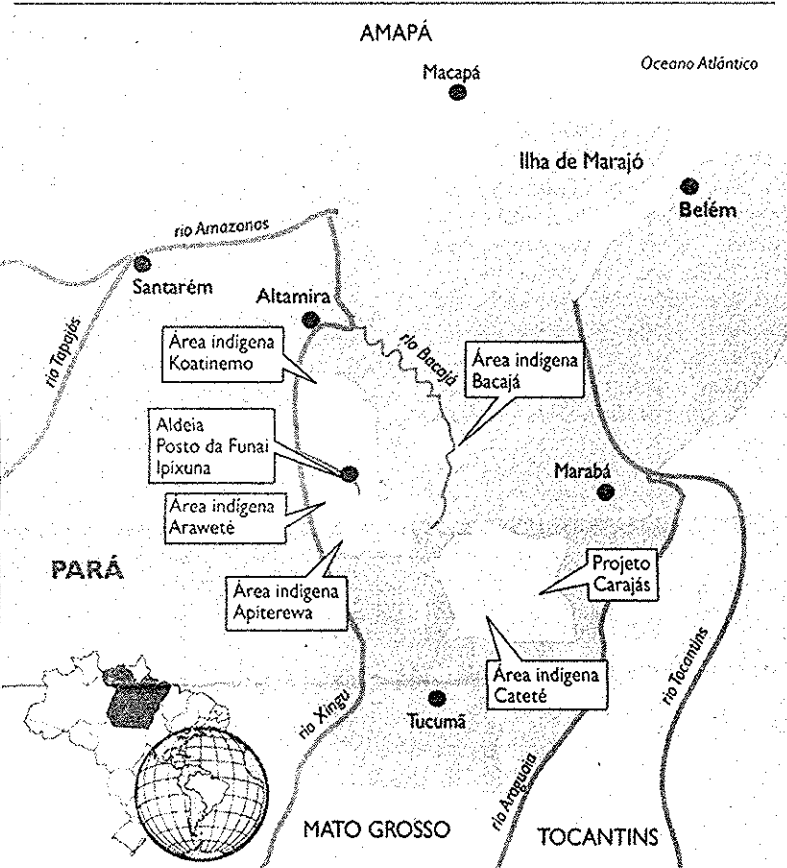 AMAPÁ
Macapá
Oceano Atlântico
Ilha de Marajó
Belém
rio Amazonas
Santarém
Altamira
rio Tapajós
Área indígena
Koatinemo
rio Bacajá
Área indígena
Bacajá
Aldeia
Posto da Funai
Ipixuna
Marabá
Área indígena
Araweté
PARÁ
Área indígena
Apiterewa
Projeto
Carajás
Área indígena
Cateté
rio Tocantins
rio Xingu
Tucumã
rio Araguaia
MATO GROSSO
TOCANTINS